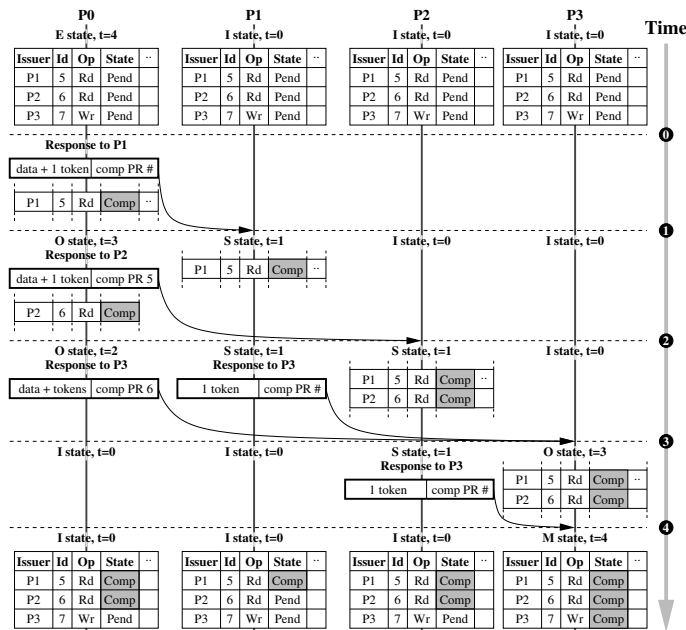 P0 P1 P2 P3
E state, t=4 I state, t=0 I state, t=0 I state, t=0 Time
Issuer Id Op State ·· Issuer Id Op State ·· Issuer Id Op State ·· Issuer Id Op State ··
P1 5 Rd Pend P1 5 Rd Pend P1 5 Rd Pend P1 5 Rd Pend
P2 6 Rd Pend P2 6 Rd Pend P2 6 Rd Pend P2 6 Rd Pend
P3 7 Wr Pend P3 7 Wr Pend P3 7 Wr Pend P3 7 Wr Pend
0
Response to P1
data + 1 token comp PR #
P1 5 Rd Comp ··
1
O state, t=3 S state, t=1 I state, t=0 I state, t=0
Response to P2
data + 1 token comp PR 5 P1 5 Rd Comp ··
P2 6 Rd Comp
2
O state, t=2 S state, t=1 S state, t=1 I state, t=0
Response to P3 Response to P3
data + tokens comp PR 6 1 token comp PR # P1 5 Rd Comp ··
P2 6 Rd Comp
3
I state, t=0 I state, t=0 S state, t=1 O state, t=3
Response to P3
1 token comp PR # P1 5 Rd Comp ··
P2 6 Rd Comp
4
I state, t=0 I state, t=0 I state, t=0 M state, t=4
Issuer Id Op State ·· Issuer Id Op State ·· Issuer Id Op State ·· Issuer Id Op State ··
P1 5 Rd Comp P1 5 Rd Comp P1 5 Rd Comp P1 5 Rd Comp
P2 6 Rd Comp P2 6 Rd Pend P2 6 Rd Comp P2 6 Rd Comp
P3 7 Wr Pend P3 7 Wr Pend P3 7 Wr Pend P3 7 Wr Comp